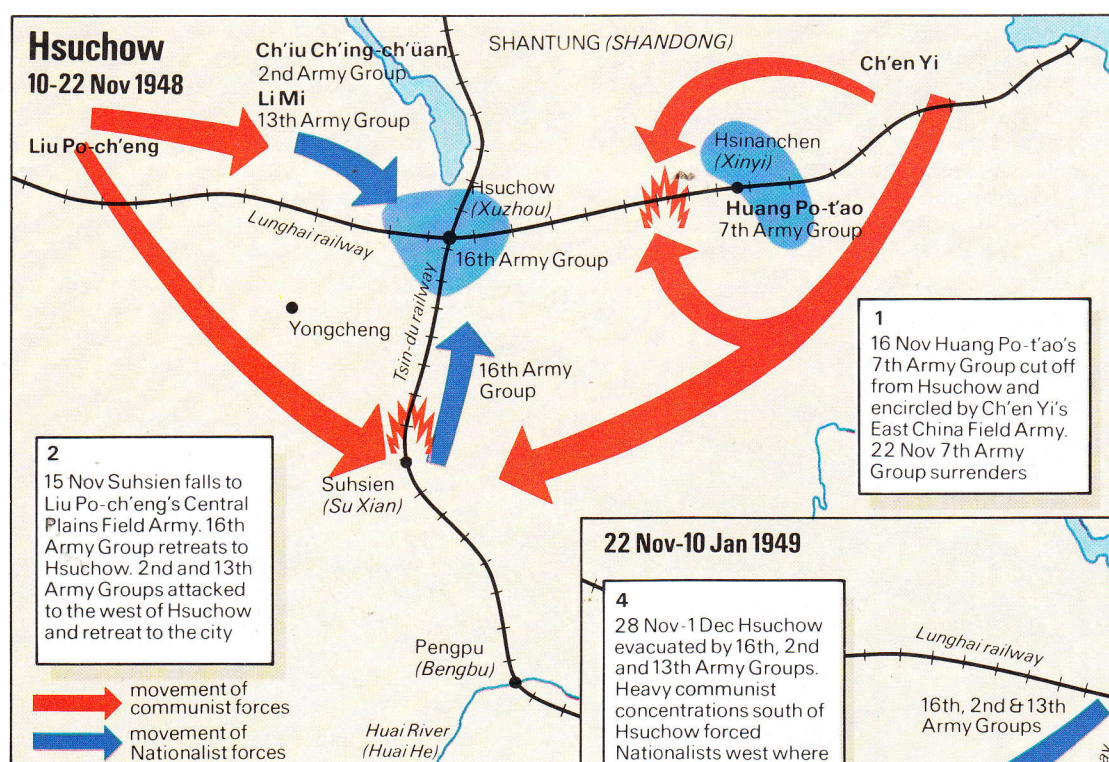 Hsuchow
10-22 Nov 1948
Ch'iu Ch'ing-ch'üan
2nd Army Group
Li Mi
13th Army Group
SHANTUNG (SHANDONG)
Ch'en Yi
Liu Po-ch'eng
Hsinanchen
(Xinyi)
Hsuchow
(Xuzhou)
Huang Po-t'ao
7th Army Group
Lunghai railway
16th Army Group
Tsin-du railway
Yongcheng
16th Army
Group
1
16 Nov Huang Po-t'ao's
7th Army Group cut off
from Hsuchow and
encircled by Ch'en Yi's
East China Field Army.
22 Nov 7th Army
Group surrenders
2
15 Nov Suhsien falls to
Liu Po-ch'eng's Central
Plains Field Army. 16th
Army Group retreats to
Hsuchow. 2nd and 13th
Army Groups attacked
to the west of Hsuchow
and retreat to the city
Suhsien
(Su Xian)
Pengpu
(Bengbu)
Huai River
(Huai He)
movement of
communist forces
movement of
Nationalist forces
22 Nov-10 Jan 1949
4
28 Nov-1 Dec Hsuchow
evacuated by 16th, 2nd
and 13th Army Groups.
Heavy communist
concentrations south of
Hsuchow forced
Nationalists west where
Lunghai railway
16th, 2nd & 13th
Army Groups